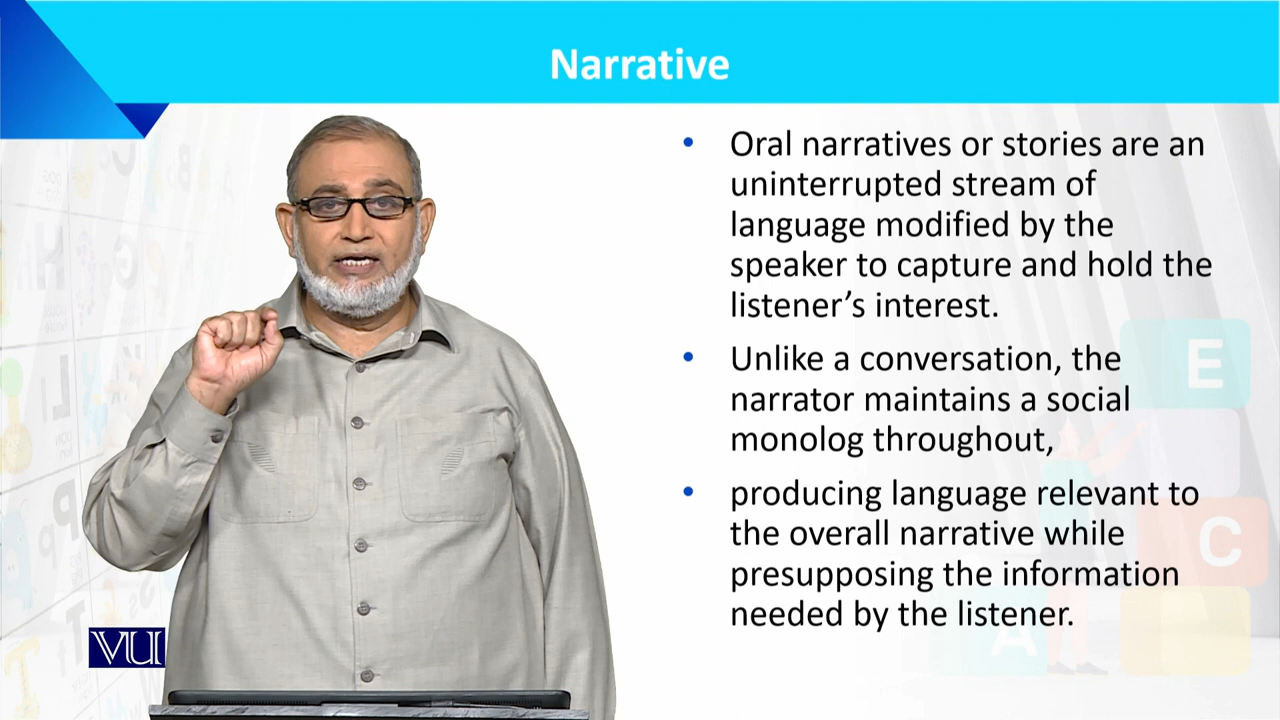 Narrative
• Oral narratives or stories are an
uninterrupted stream of
language modified by the
speaker to capture and hold the
listener’s interest.
• Unlike a conversation, the
narrator maintains a social
monolog throughout,
• producing language relevant to
the overall narrative while
presupposing the information
needed by the listener.
VU
E
C
A